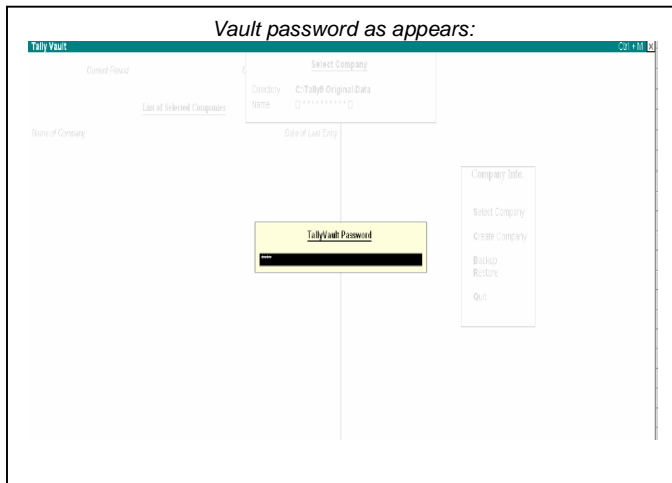 Vault password as appears:
Tally Vault Ctrl + M x
Current Period
Select Company
Directory C:\Tally9 Original\Data
Name □ * * * * * * * * * * □
List of Selected Companies
Name of Company Date of Last Entry
Company Info.
Select Company
Create Company
Backup
Restore
Quit
TallyVault Password
****